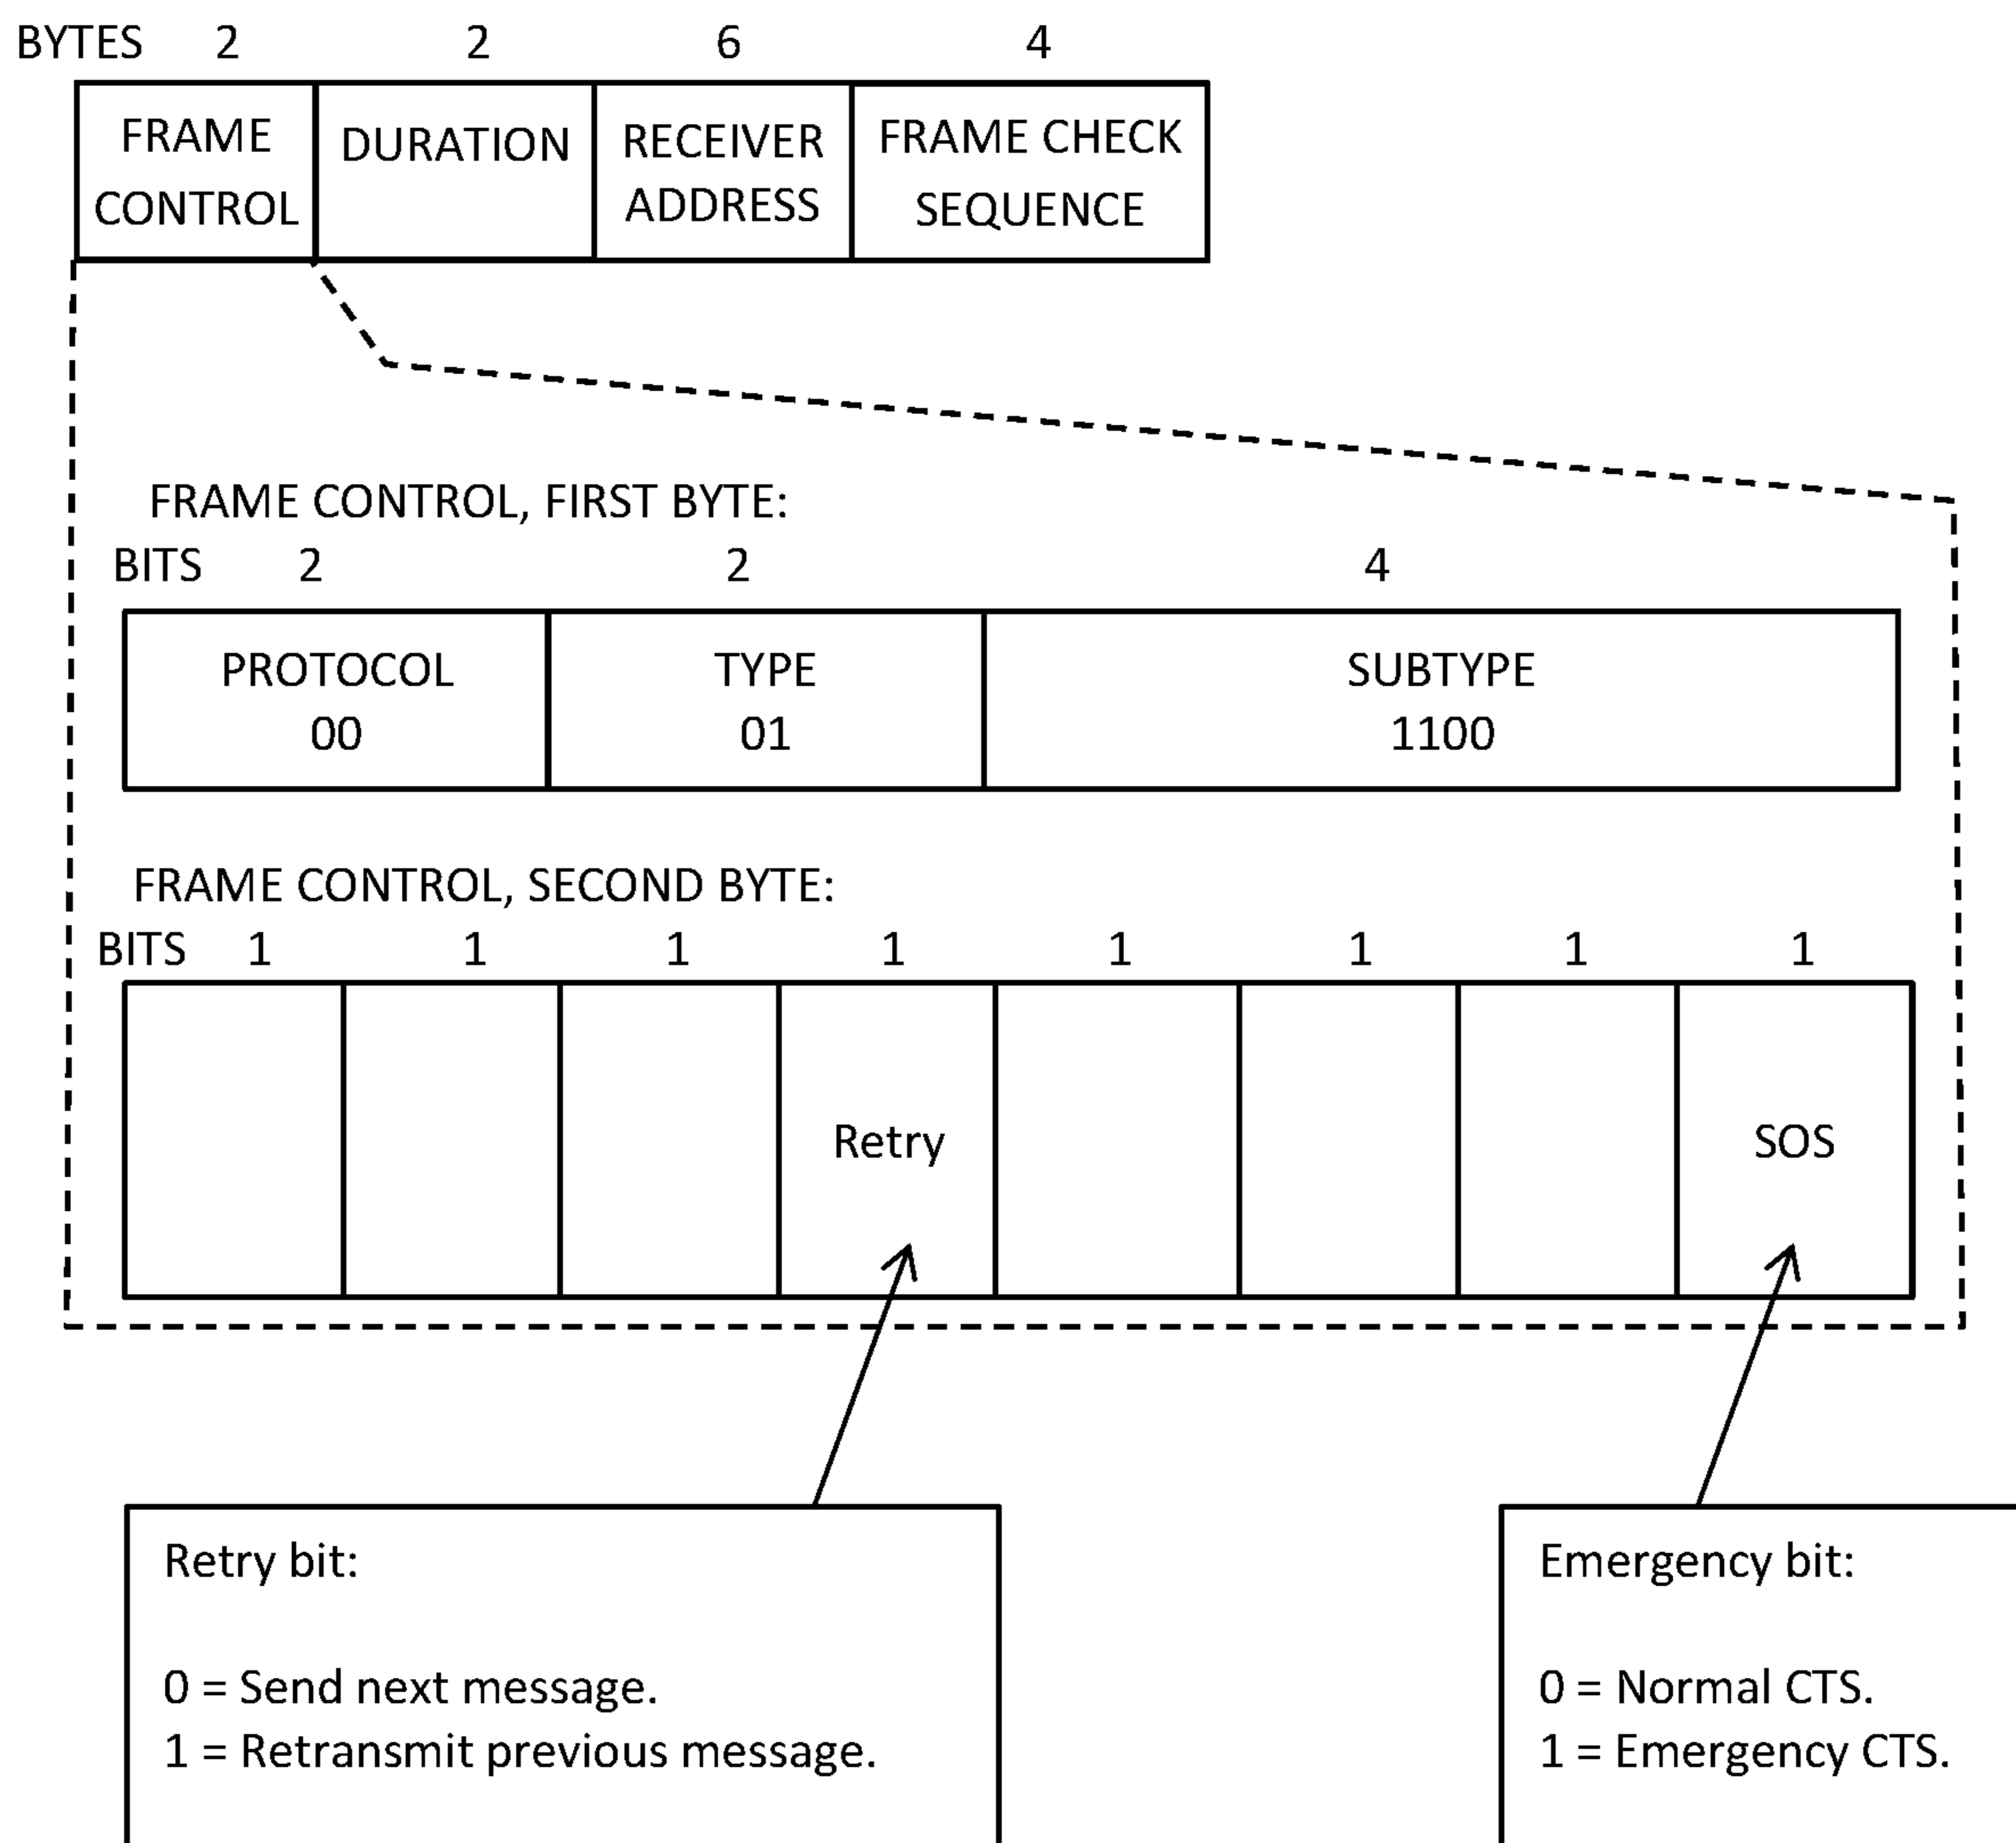 BYTES 2 2 6 4
FRAME CONTROL
DURATION
RECEIVER ADDRESS
FRAME CHECK SEQUENCE
FRAME CONTROL, FIRST BYTE:
BITS 2 2 4
PROTOCOL
00
TYPE
01
SUBTYPE
1100
FRAME CONTROL, SECOND BYTE:
BITS 1 1 1 1 1 1 1 1
Retry
SOS
Retry bit:
0 = Send next message.
1 = Retransmit previous message.
Emergency bit:
0 = Normal CTS.
1 = Emergency CTS.